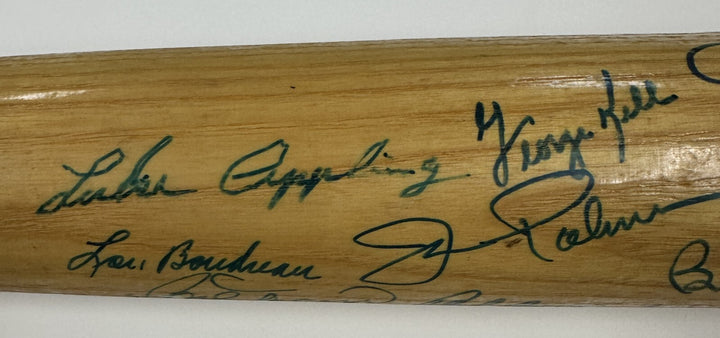 George Kell
Luke Appling
Jim Palmer
Lou Boudreau